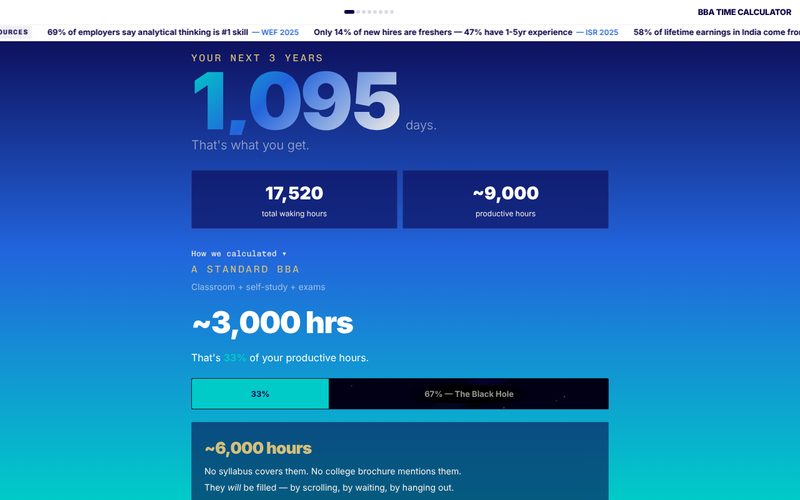 BBA TIME CALCULATOR
69% of employers say analytical thinking is #1 skill — WEF 2025 Only 14% of new hires are freshers — 47% have 1-5yr experience — ISR 2025 58% of lifetime earnings in India come
YOUR NEXT 3 YEARS
1,095 days.
That's what you get.
17,520 ~9,000
total waking hours productive hours
How we calculated ▾
A STANDARD BBA
Classroom + self-study + exams
~3,000 hrs
That's 33% of your productive hours.
33% 67% — The Black Hole
~6,000 hours
No syllabus covers them. No college brochure mentions them.
They will be filled — by scrolling, by waiting, by hanging out.